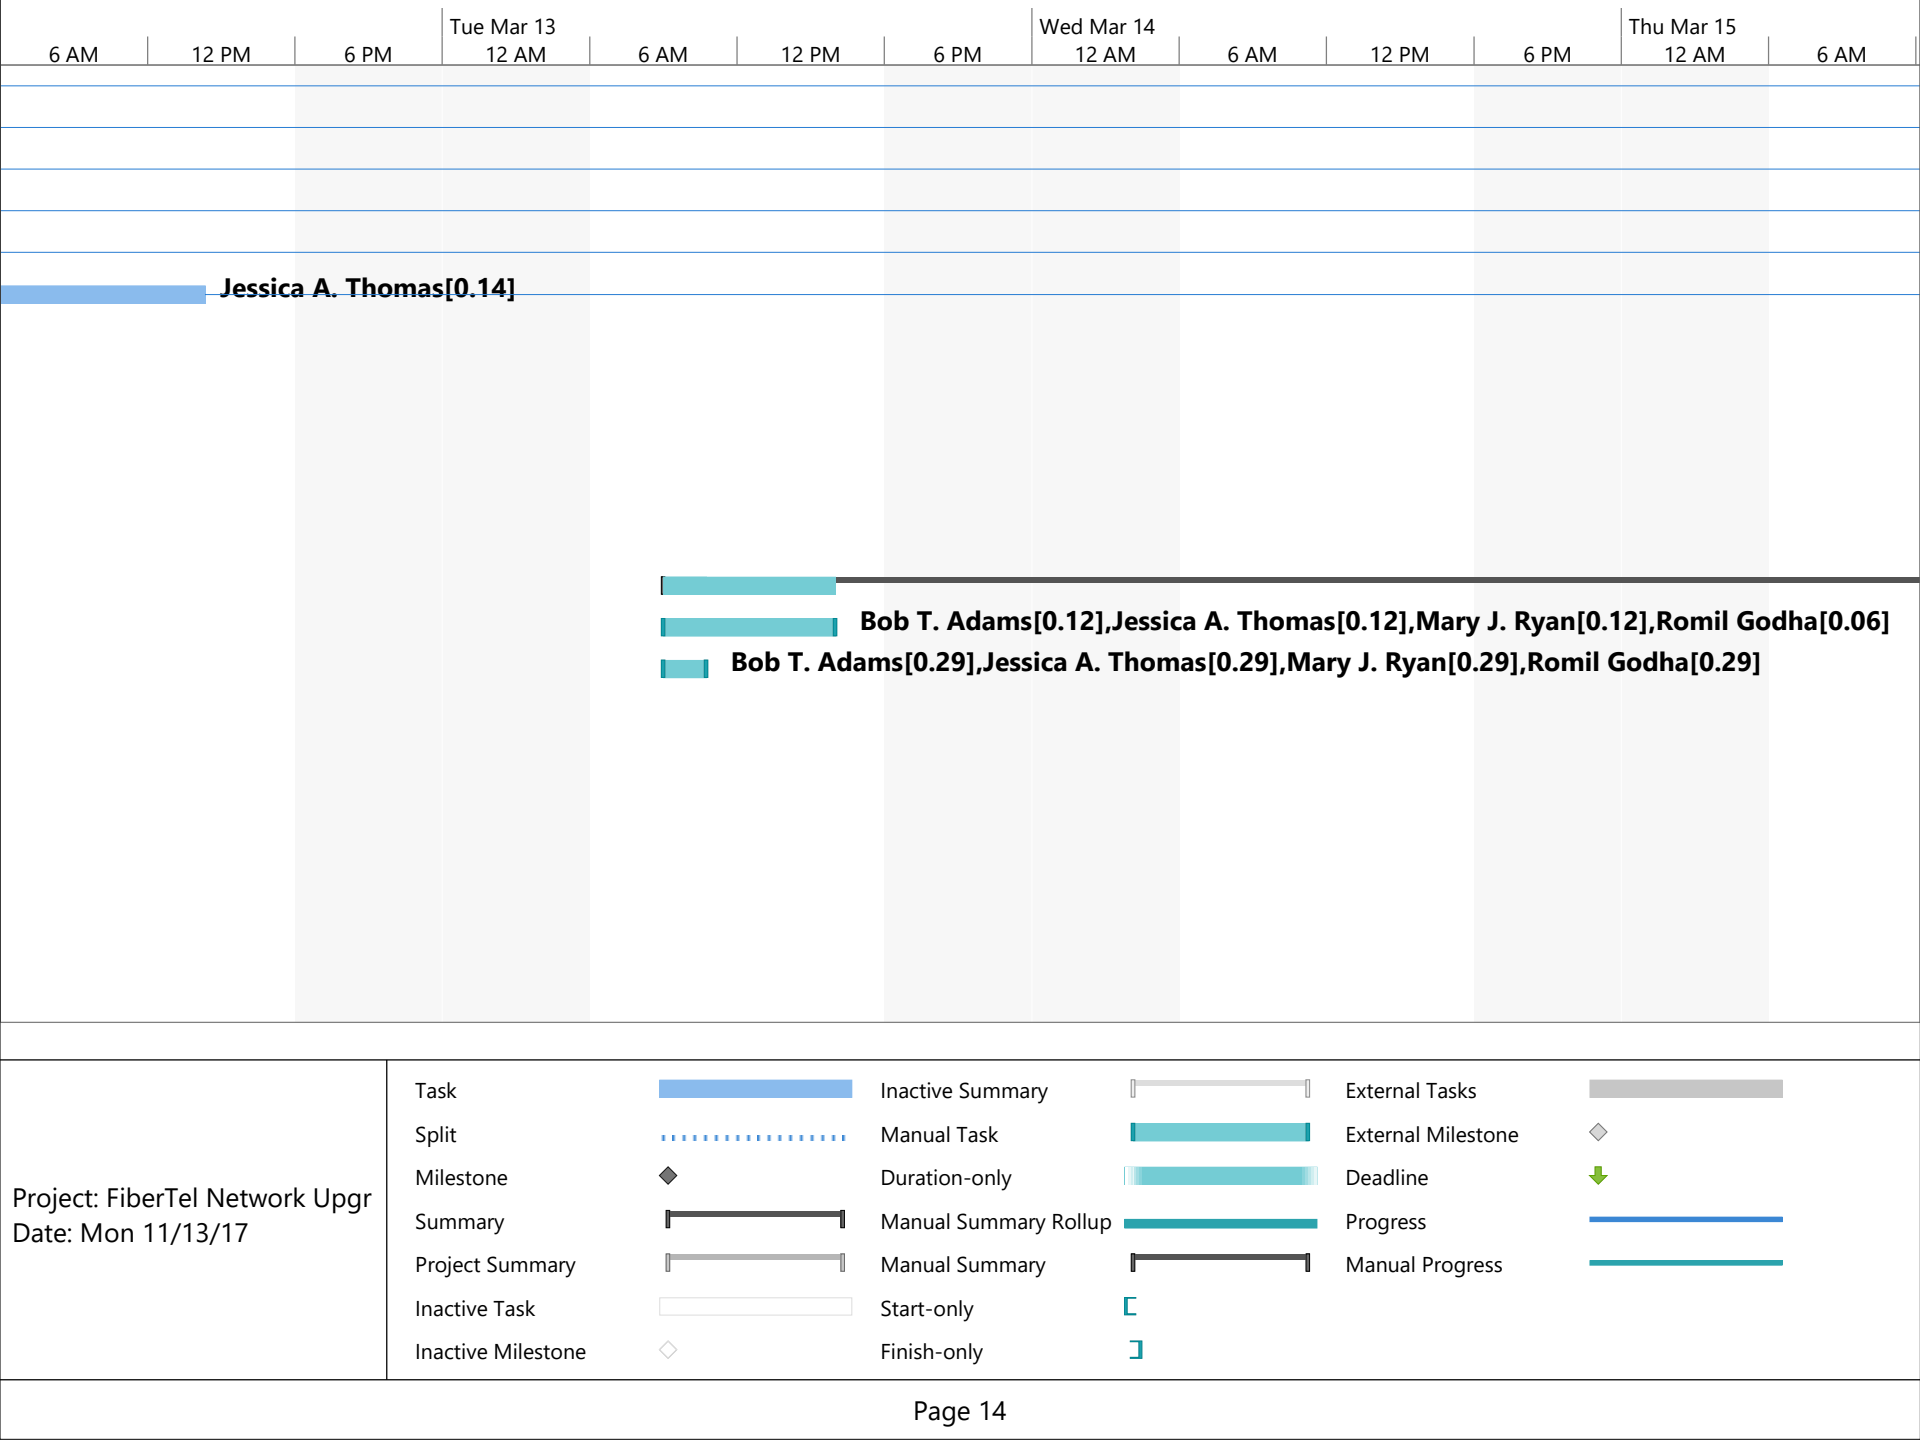 Tue Mar 13 Wed Mar 14 Thu Mar 15
6 AM 12 PM 6 PM 12 AM 6 AM 12 PM 6 PM 12 AM 6 AM 12 PM 6 PM 12 AM 6 AM
Jessica A. Thomas[0.14]
Bob T. Adams[0.12],Jessica A. Thomas[0.12],Mary J. Ryan[0.12],Romil Godha[0.06]
Bob T. Adams[0.29],Jessica A. Thomas[0.29],Mary J. Ryan[0.29],Romil Godha[0.29]
Project: FiberTel Network Upgr
Date: Mon 11/13/17
Task
Split
Milestone
Summary
Project Summary
Inactive Task
Inactive Milestone
Inactive Summary
Manual Task
Duration-only
Manual Summary Rollup
Manual Summary
Start-only
Finish-only
External Tasks
External Milestone
Deadline
Progress
Manual Progress
Page 14